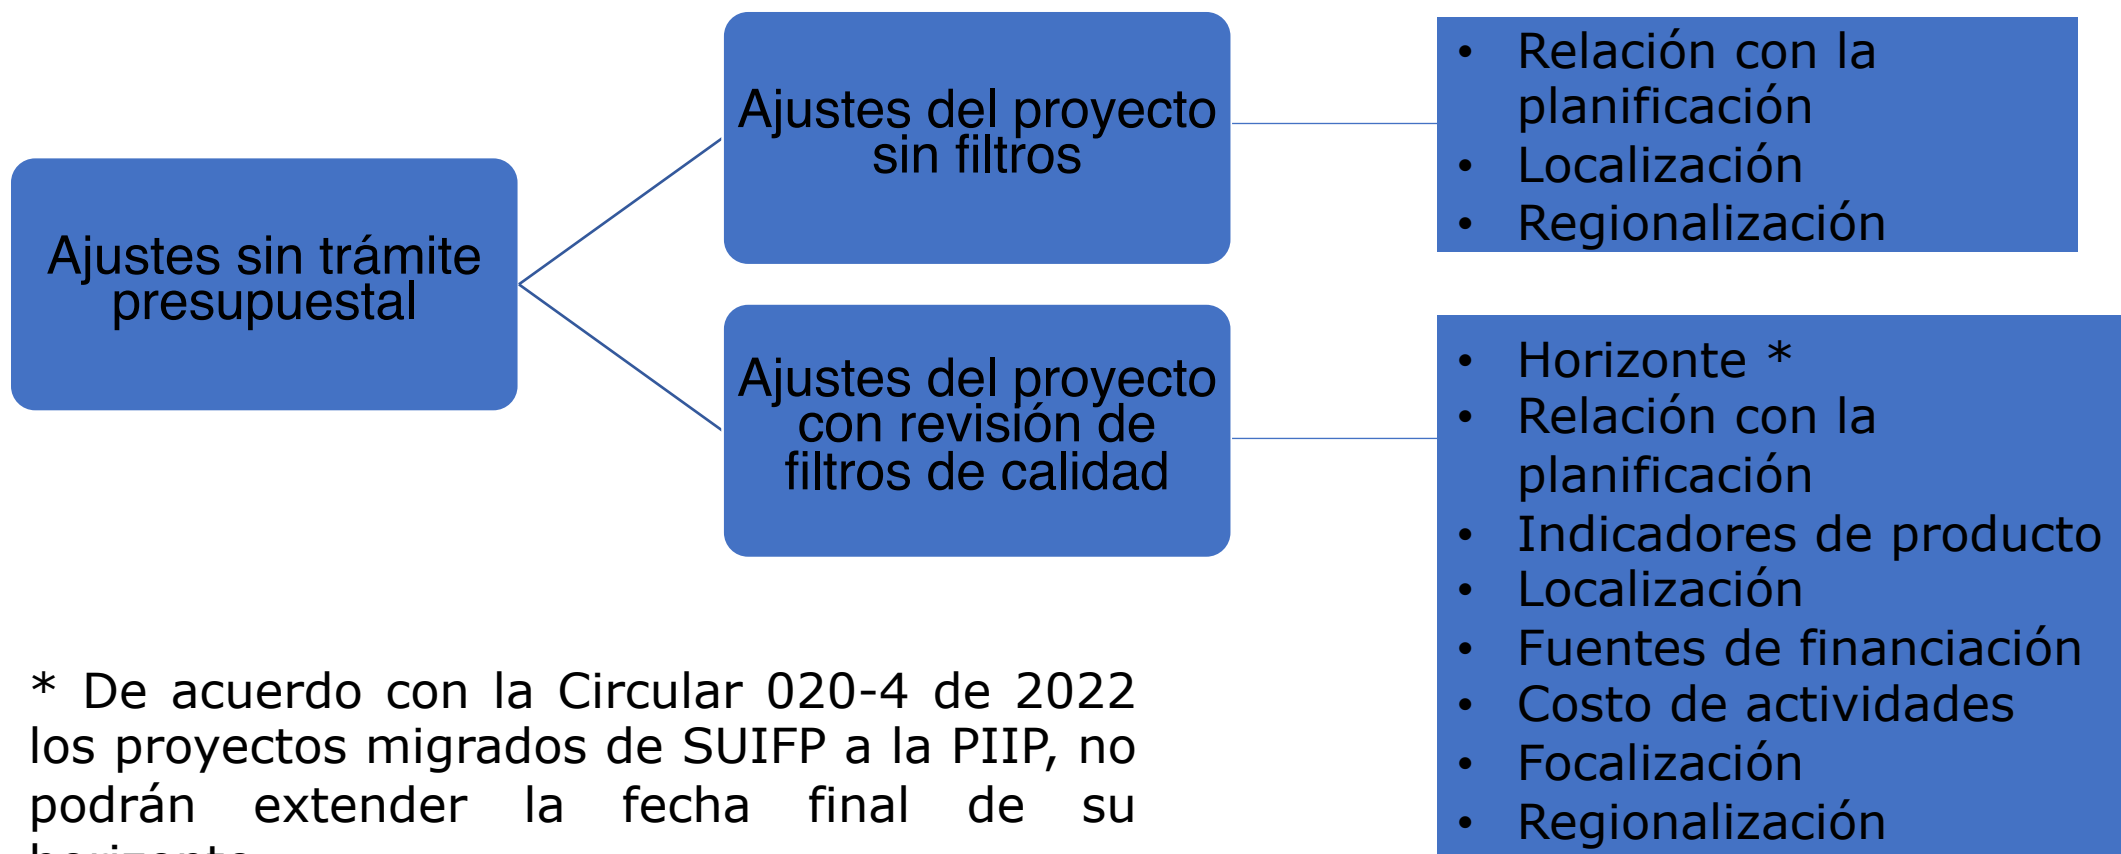 Ajustes sin trámite
presupuestal
Ajustes del proyecto
sin filtros
• Relación con la
planificación
• Localización
• Regionalización
Ajustes del proyecto
con revisión de
filtros de calidad
• Horizonte *
• Relación con la
planificación
• Indicadores de producto
• Localización
• Fuentes de financiación
• Costo de actividades
• Focalización
• Regionalización
* De acuerdo con la Circular 020-4 de 2022
los proyectos migrados de SUIFP a la PIIP, no
podrán extender la fecha final de su